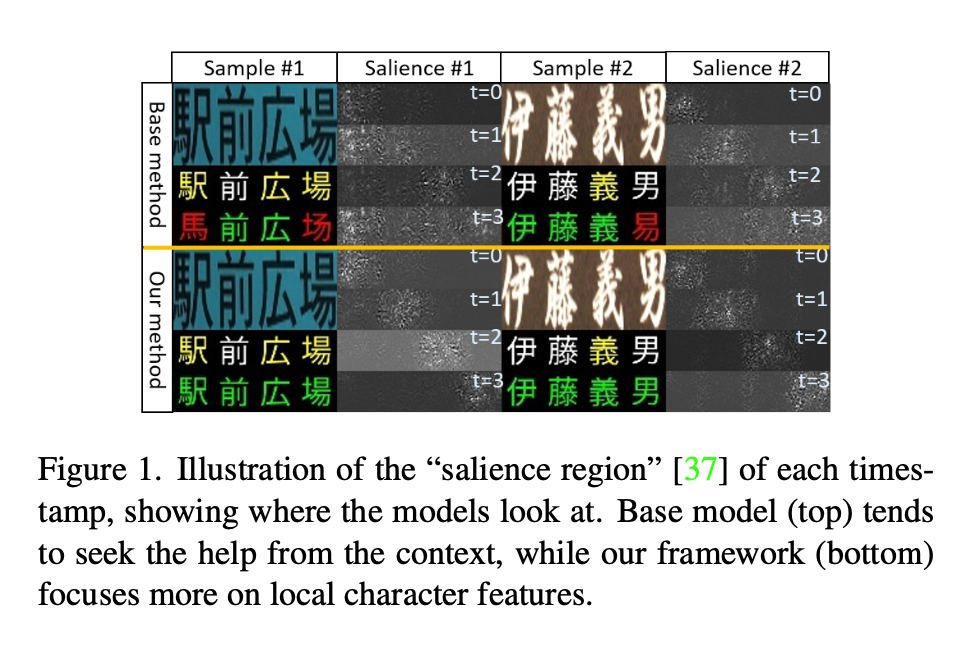 Sample #1 Salience #1 Sample #2 Salience #2
Base method
駅前広場 t=0 伊藤義男 t=0
t=1 t=1
駅前広場 t=2 伊藤義男 t=2
馬前広场 t=3 伊藤義易 t=3
Our method
駅前広場 t=0 伊藤義男 t=0
t=1 t=1
駅前広場 t=2 伊藤義男 t=2
駅前広場 t=3 伊藤義男 t=3
Figure 1. Illustration of the “salience region” [37] of each times-
tamp, showing where the models look at. Base model (top) tends
to seek the help from the context, while our framework (bottom)
focuses more on local character features.